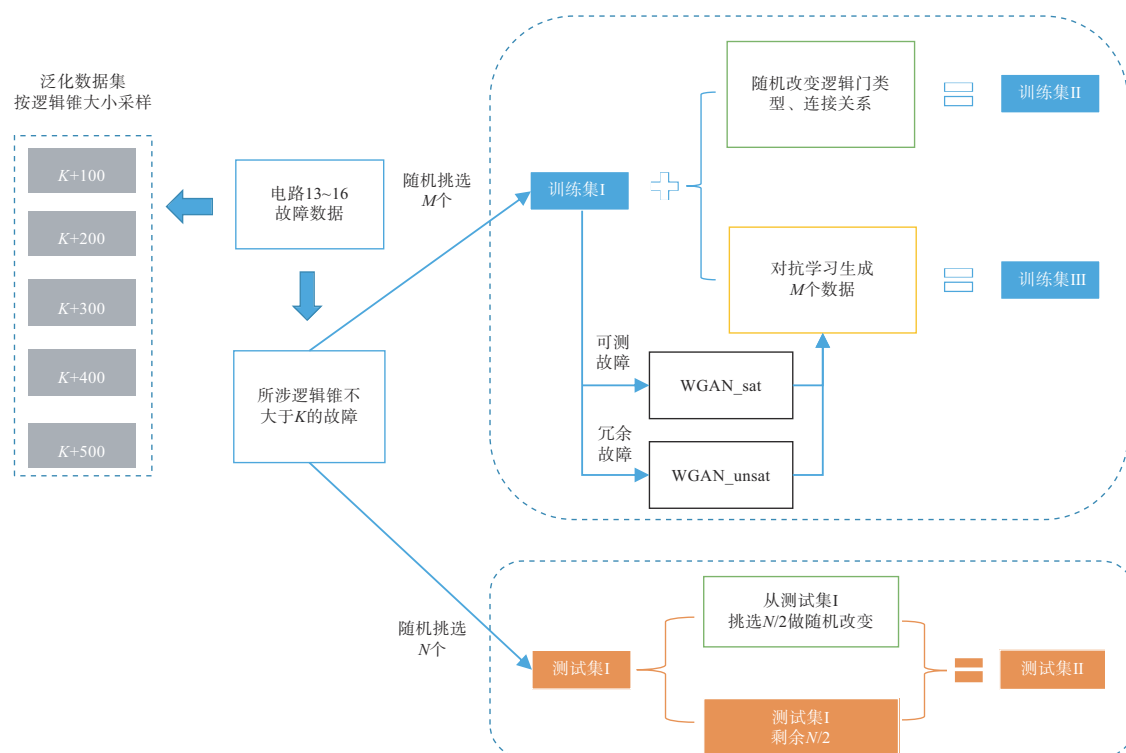 泛化数据集
按逻辑锥大小采样
K+100
K+200
K+300
K+400
K+500
电路13~16
故障数据
所涉逻辑锥不
大于K的故障
随机挑选
M个
随机挑选
N个
训练集I
随机改变逻辑门类
型、连接关系
训练集II
对抗学习生成
M个数据
训练集III
可测
故障
WGAN_sat
冗余
故障
WGAN_unsat
测试集I
从测试集I
挑选N/2做随机改变
测试集I
剩余N/2
测试集II